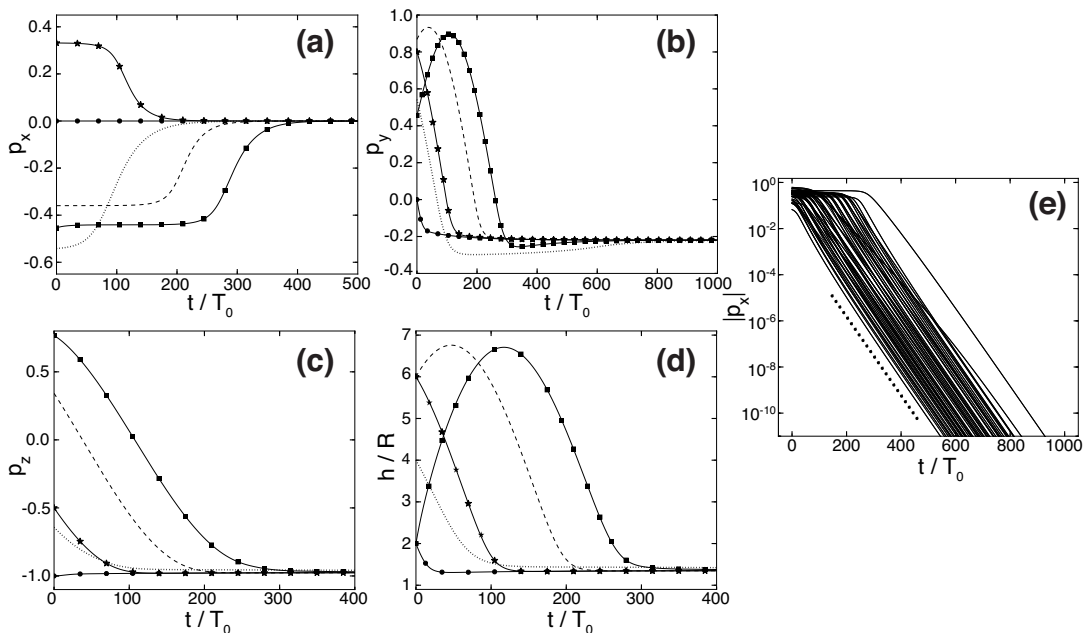 (a)
0.4
0.2
0.0
-0.2
-0.4
-0.6
p_x
0 100 200 300 400 500
t / T_0
(b)
1.0
0.8
0.6
0.4
0.2
0.0
-0.2
-0.4
p_y
0 200 400 600 800 1000
t / T_0
(c)
0.5
0.0
-0.5
-1.0
p_z
0 100 200 300 400
t / T_0
(d)
7
6
5
4
3
2
1
h / R
0 100 200 300 400
t / T_0
(e)
10^0
10^-2
10^-4
10^-6
10^-8
10^-10
|p_x|
0 200 400 600 800 1000
t / T_0